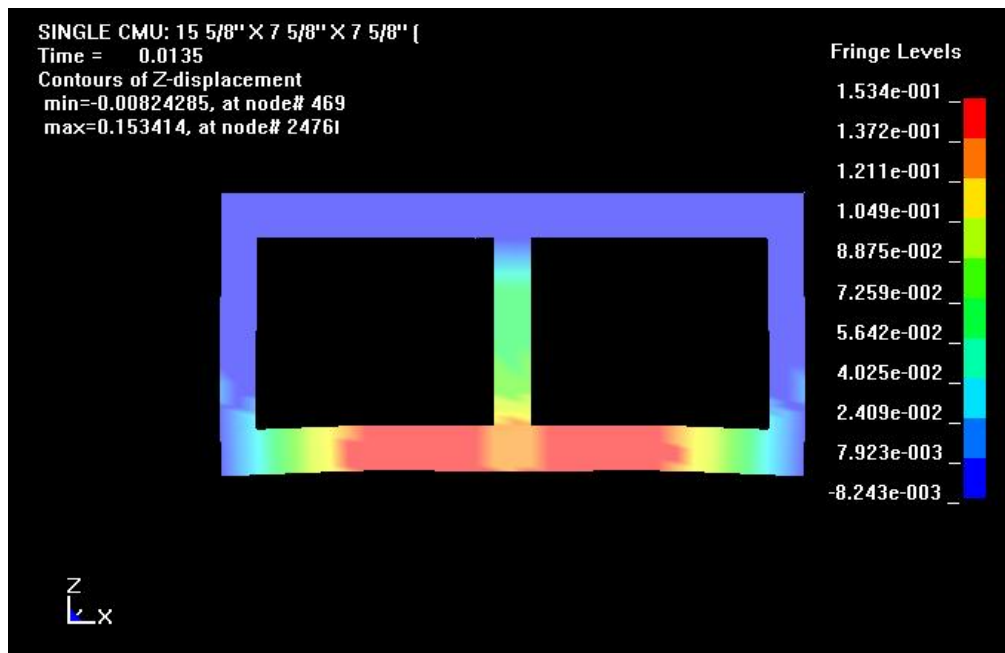 SINGLE CMU: 15 5/8" X 7 5/8" X 7 5/8" (
Time = 0.0135
Contours of Z-displacement
min=-0.00824285, at node# 469
max=0.153414, at node# 2476l
Fringe Levels
1.534e-001
1.372e-001
1.211e-001
1.049e-001
8.875e-002
7.259e-002
5.642e-002
4.025e-002
2.409e-002
7.923e-003
-8.243e-003
Z
Y X